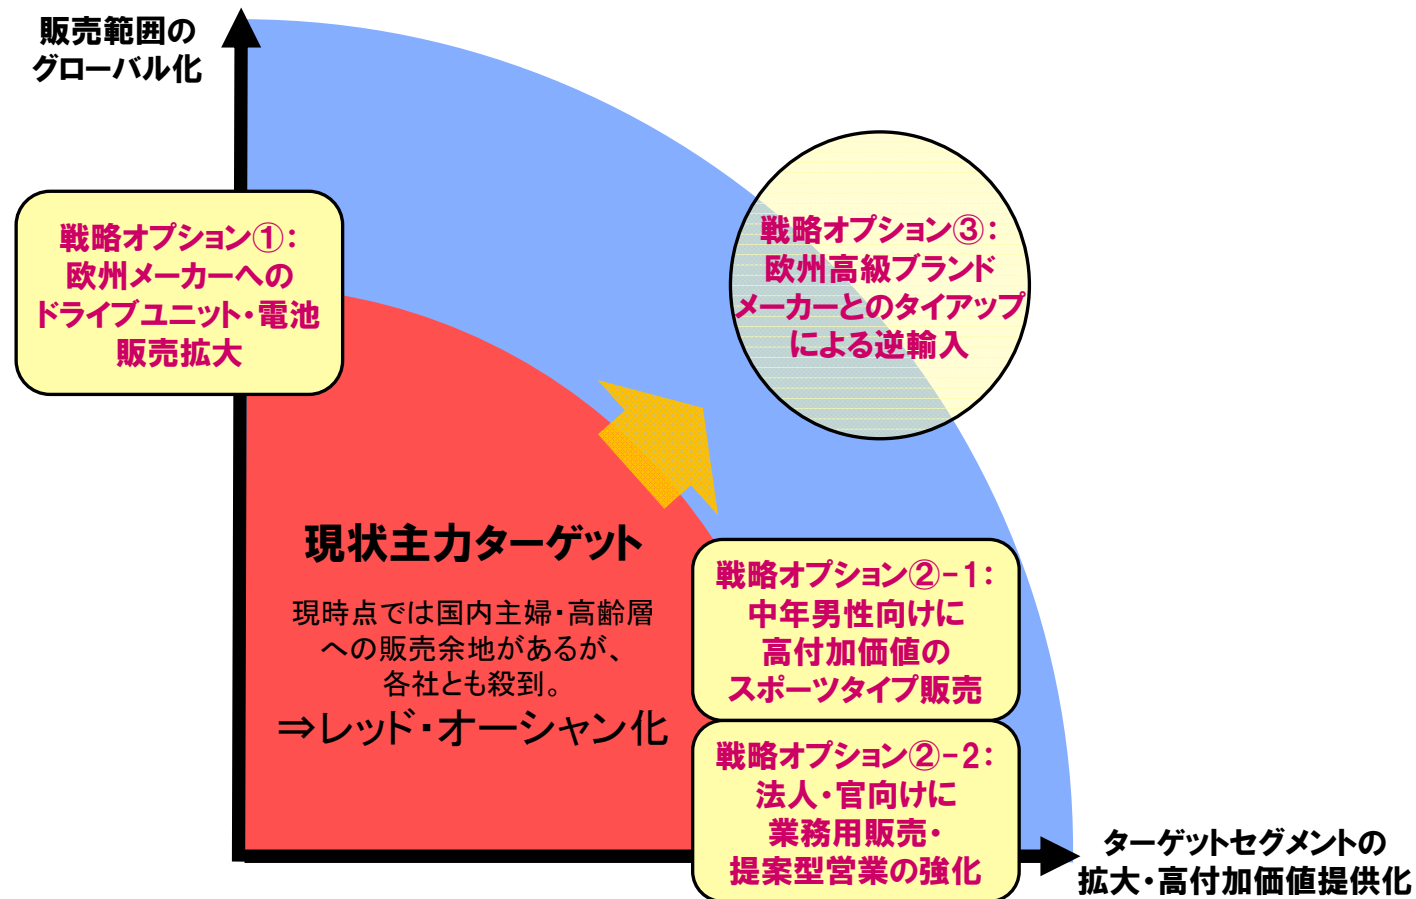 販売範囲の
グローバル化
戦略オプション①：
欧州メーカーへの
ドライブユニット・電池
販売拡大
戦略オプション③：
欧州高級ブランド
メーカーとのタイアップ
による逆輸入
現状主力ターゲット
現時点では国内主婦・高齢層
への販売余地があるが、
各社とも殺到。
⇒レッド・オーシャン化
戦略オプション②-1：
中年男性向けに
高付加価値の
スポーツタイプ販売
戦略オプション②-2：
法人・官向けに
業務用販売・
提案型営業の強化
ターゲットセグメントの
拡大・高付加価値提供化